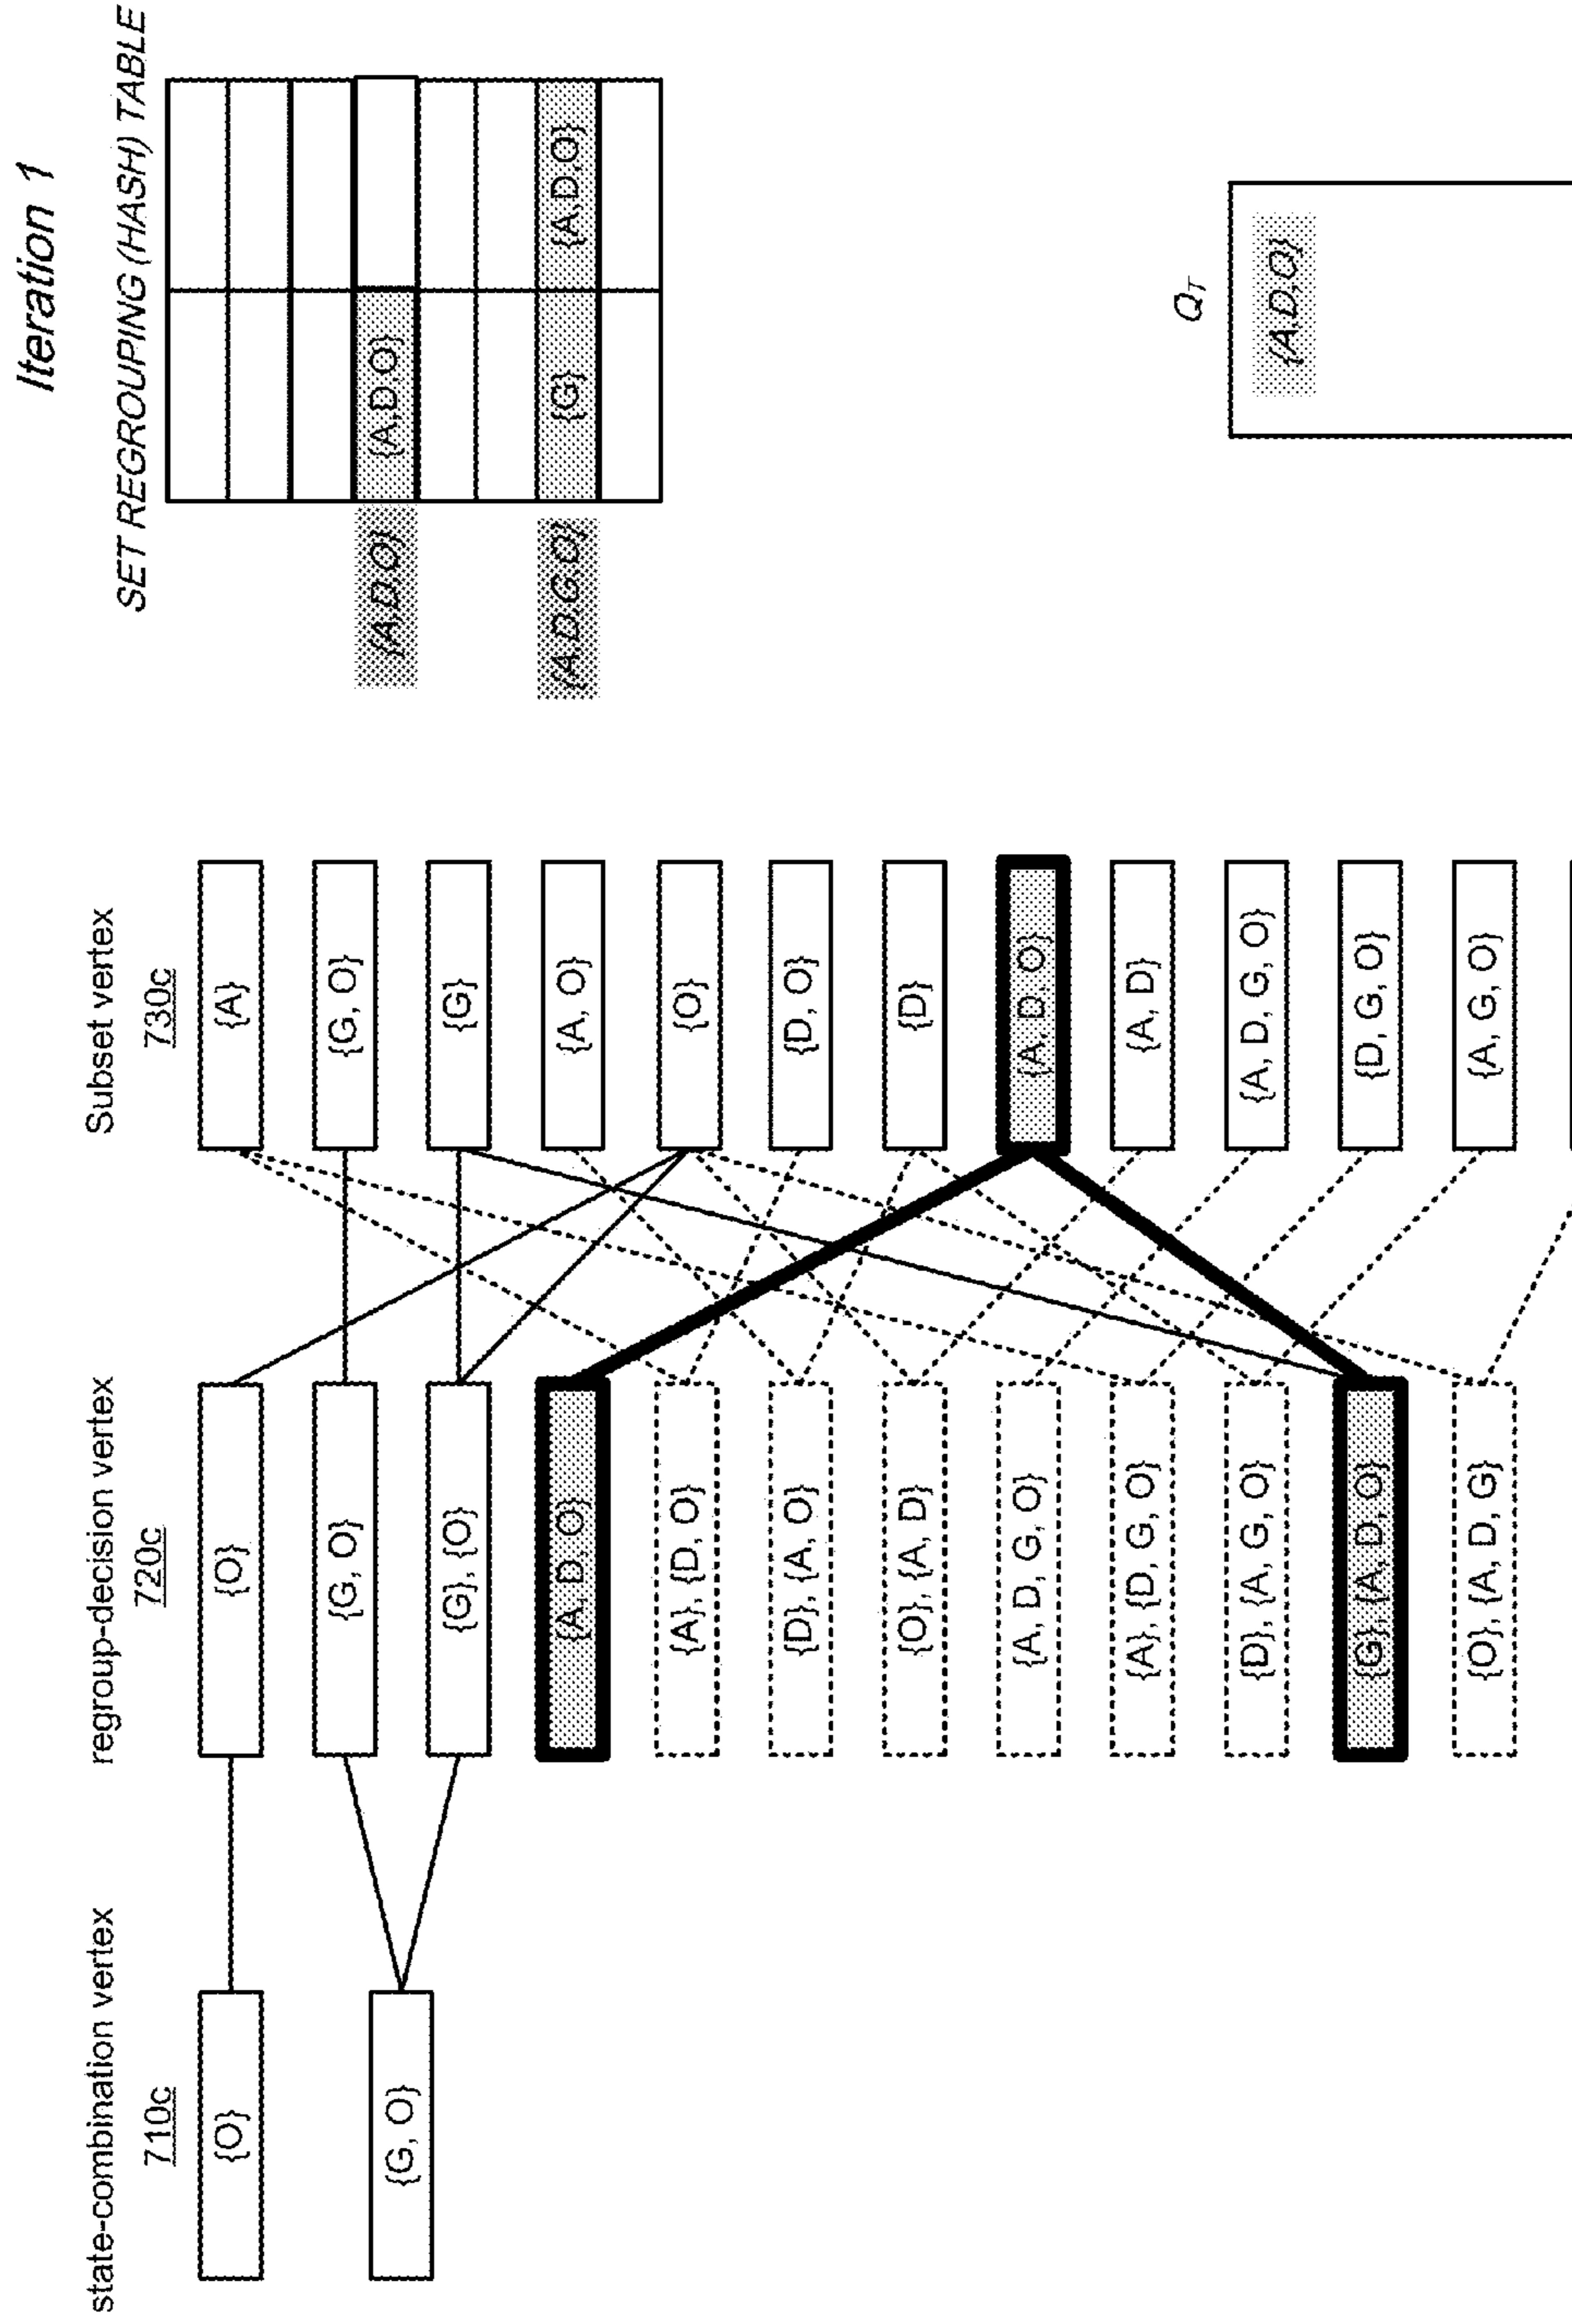 Iteration 1
SET REGROUPING (HASH) TABLE
{A,D,O}
{A,D,O}
{A,D,G,O}
{G}
{A,D,O}
Q_T
{A,D,O}
state-combination vertex
710c
{O}
{G, O}
regroup-decision vertex
720c
{O}
{G, O}
{G}, {O}
{A, D, O}
{A}, {D, O}
{D}, {A, O}
{O}, {A, D}
{A, D, G, O}
{A}, {D, G, O}
{D}, {A, G, O}
{G}, {A, D, O}
{O}, {A, D, G}
Subset vertex
730c
{A}
{G, O}
{G}
{A, O}
{O}
{D, O}
{D}
{A, D, O}
{A, D}
{A, D, G, O}
{D, G, O}
{A, G, O}